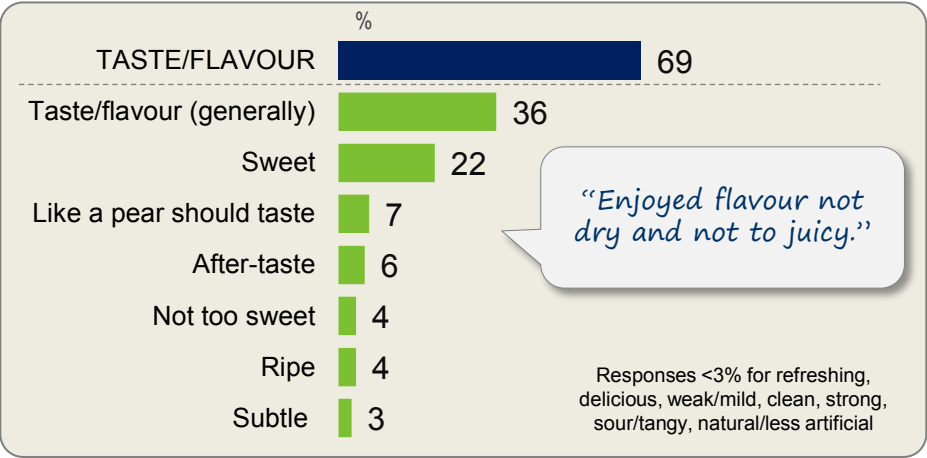 %
TASTE/FLAVOUR 69
Taste/flavour (generally) 36
Sweet 22
Like a pear should taste 7
After-taste 6
Not too sweet 4
Ripe 4
Subtle 3
“Enjoyed flavour not
dry and not to juicy.”
Responses <3% for refreshing,
delicious, weak/mild, clean, strong,
sour/tangy, natural/less artificial